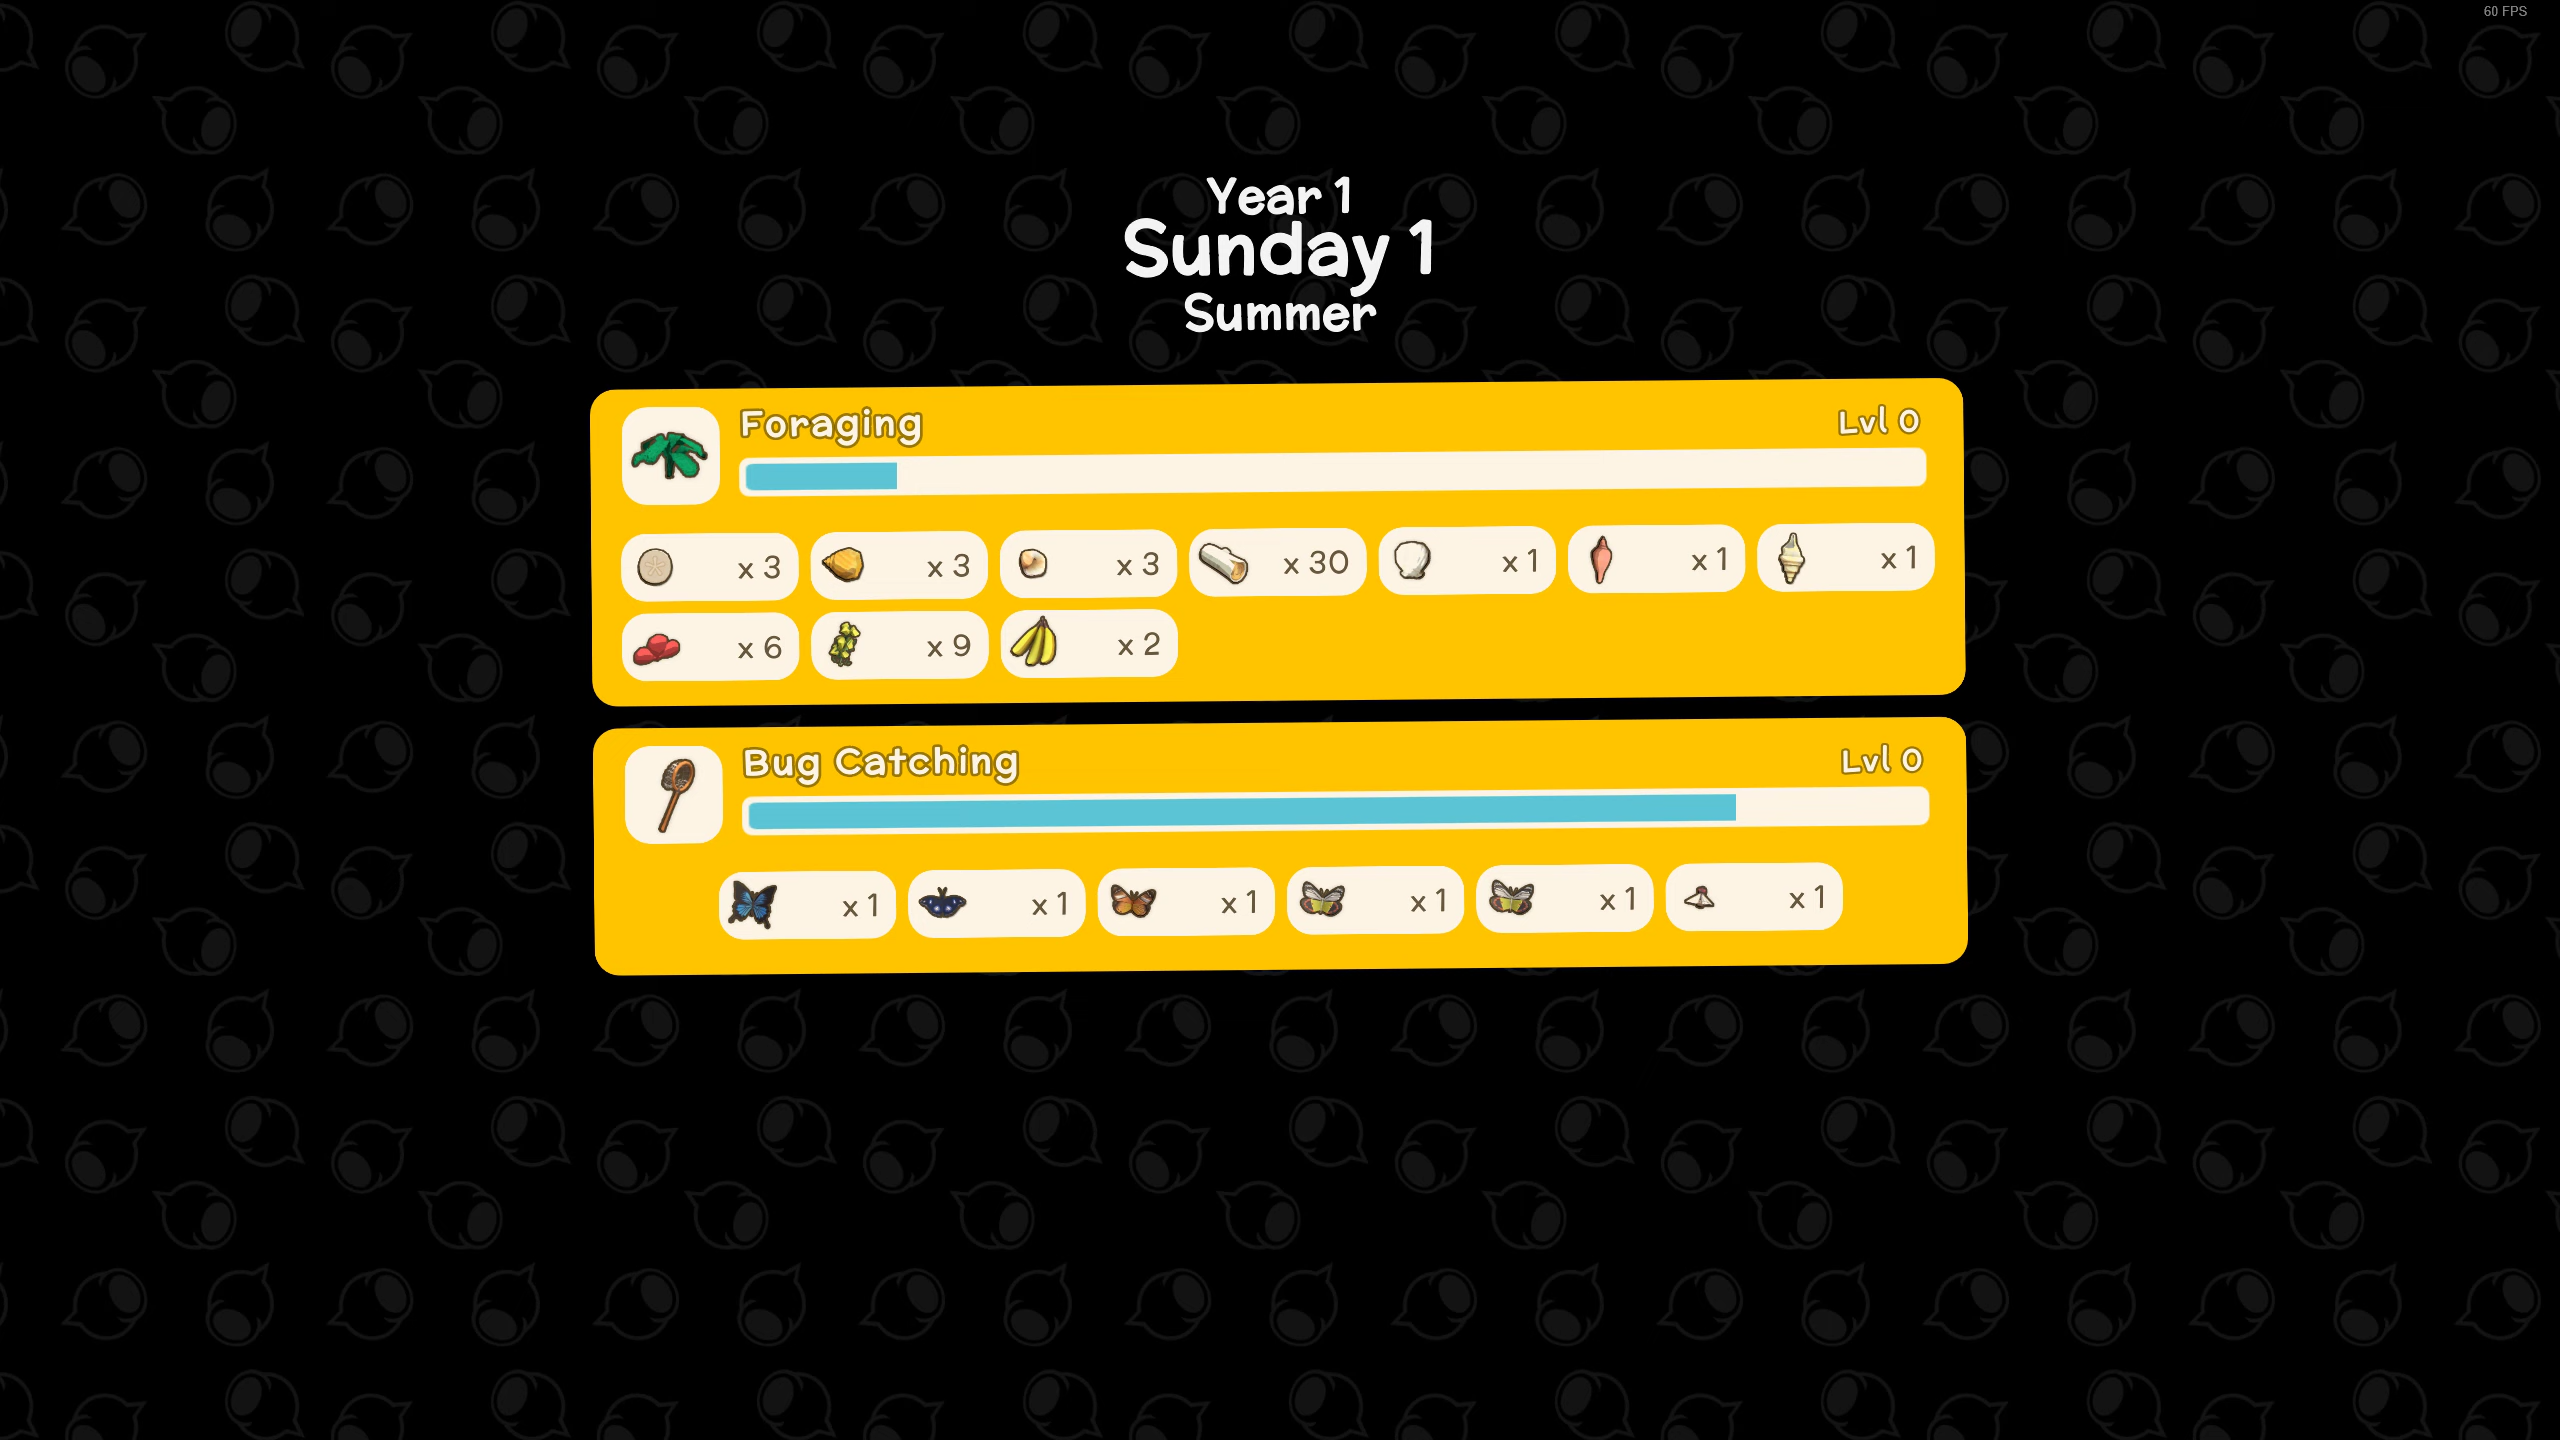 60 FPS
Year 1
Sunday 1
Summer
Foraging
Lvl 0
x 3
x 3
x 3
x 30
x 1
x 1
x 1
x 6
x 9
x 2
Bug Catching
Lvl 0
x 1
x 1
x 1
x 1
x 1
x 1